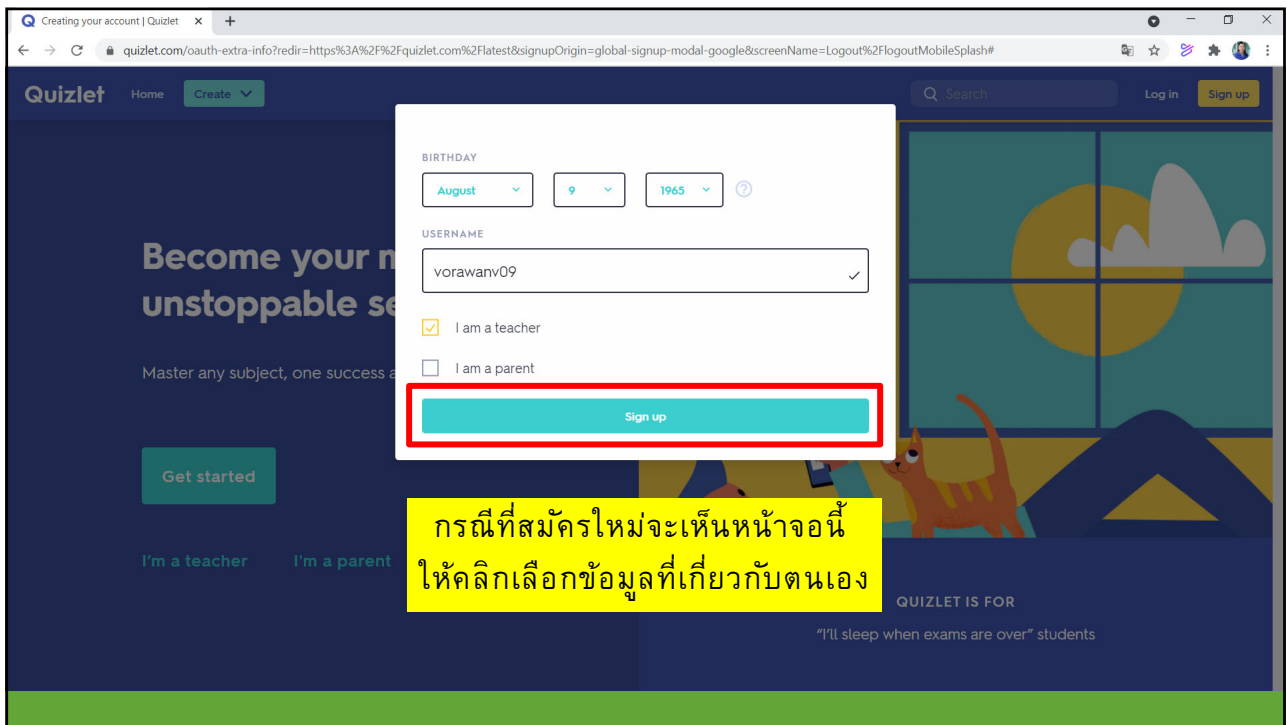 Creating your account | Quizlet
quizlet.com/oauth-extra-info?redir=https%3A%2F%2Fquizlet.com%2Flatest&signupOrigin=global-signup-modal-google&screenName=Logout%2FlogoutMobileSplash#
Quizlet Home Create Search Log in Sign up
BIRTHDAY
August 9 1965 ?
USERNAME
vorawanv09
I am a teacher
I am a parent
Sign up
Become your
unstoppable
Master any subject, one success
Get started
I'm a teacher I'm a parent
กรณีที่สมัครใหม่จะเห็นหน้าจอนี้
ให้คลิกเลือกข้อมูลที่เกี่ยวกับตนเอง
QUIZLET IS FOR
“I'll sleep when exams are over” students